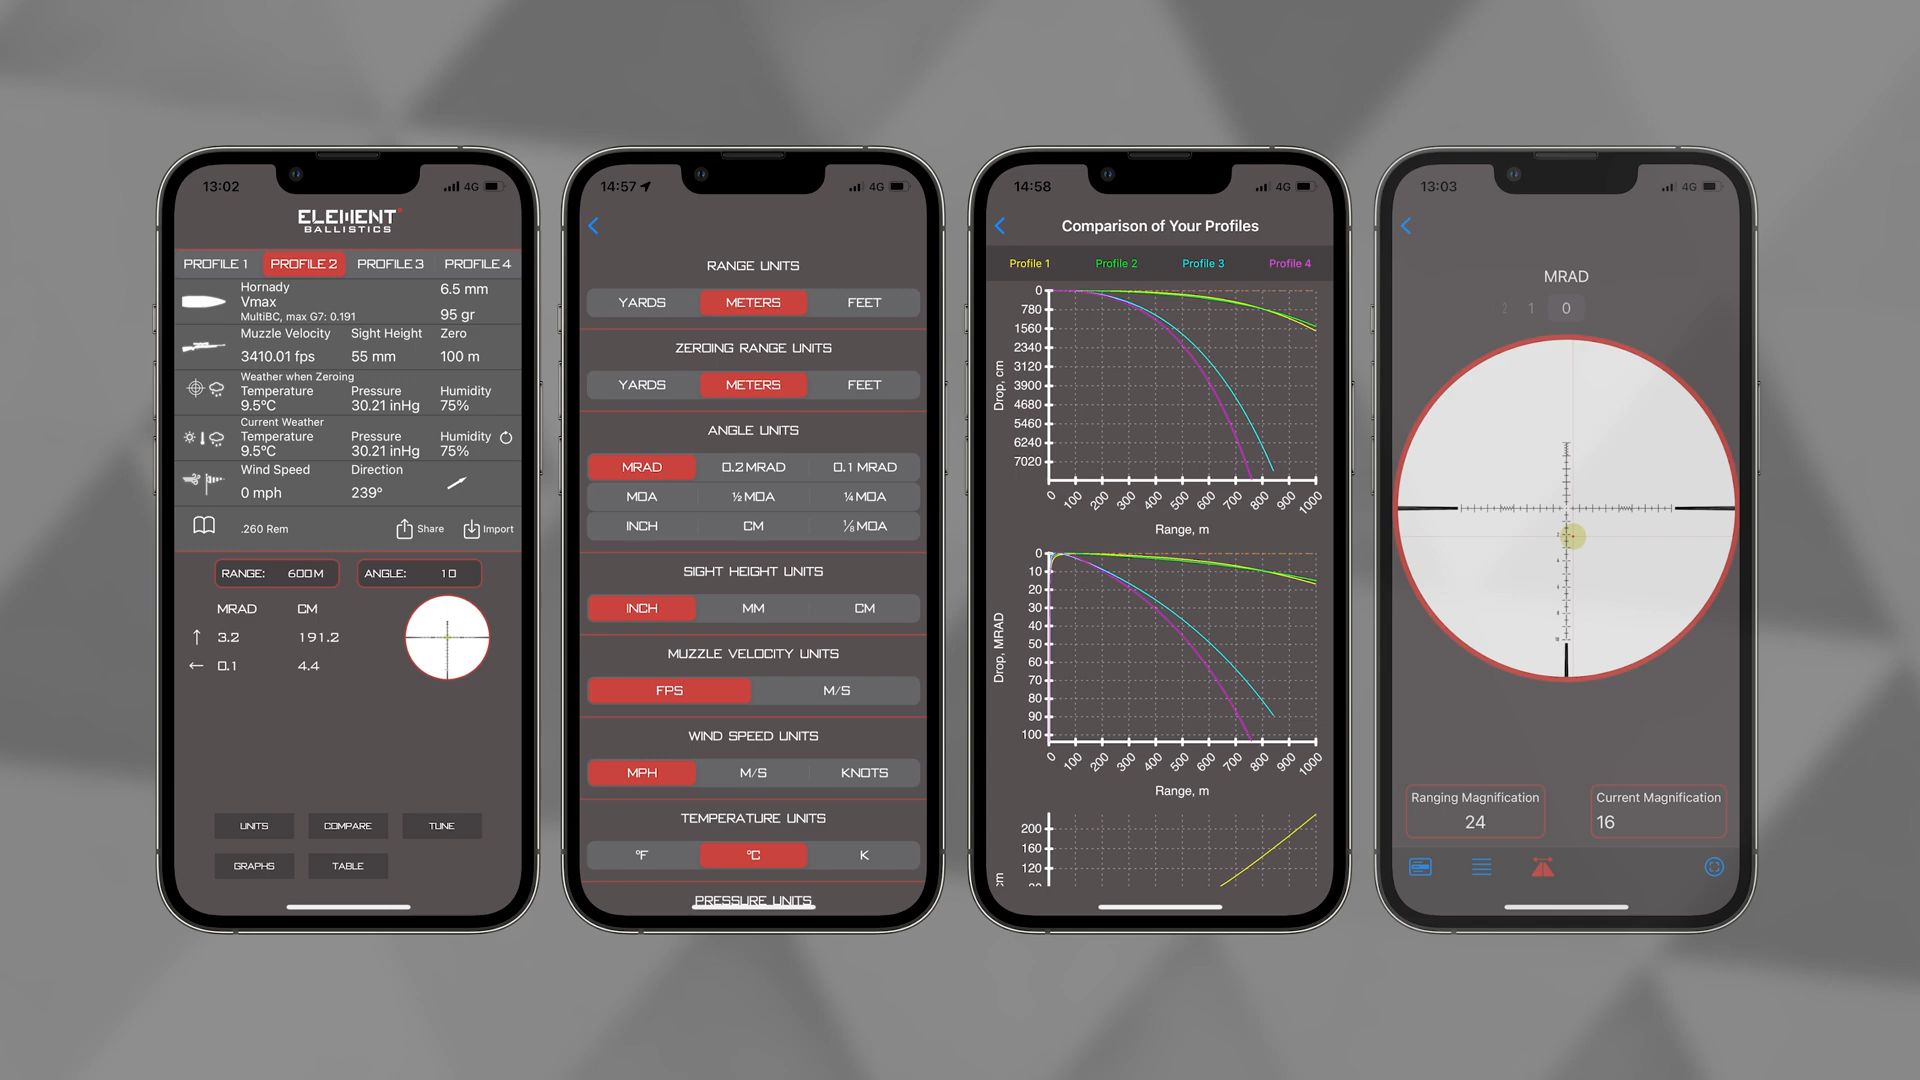 13:02
4G
ELEMENT
BALLISTICS
PROFILE 1 PROFILE 2 PROFILE 3 PROFILE 4
Hornady 6.5 mm
Vmax
MultiBC, max G7: 0.191 95 gr
Muzzle Velocity Sight Height Zero
3410.01 fps 55 mm 100 m
Weather when Zeroing
Temperature Pressure Humidity
9.5°C 30.21 inHg 75%
Current Weather
Temperature Pressure Humidity
9.5°C 30.21 inHg 75%
Wind Speed Direction
0 mph 239°
.260 Rem Share Import
RANGE: 600M ANGLE: 10
MRAD CM
↑ 3.2 191.2
← 0.1 4.4
UNITS COMPARE TUNE
GRAPHS TABLE
14:57
4G
RANGE UNITS
YARDS METERS FEET
ZEROING RANGE UNITS
YARDS METERS FEET
ANGLE UNITS
MRAD 0.2 MRAD 0.1 MRAD
MOA ½ MOA ¼ MOA
INCH CM ⅛ MOA
SIGHT HEIGHT UNITS
INCH MM CM
MUZZLE VELOCITY UNITS
FPS M/S
WIND SPEED UNITS
MPH M/S KNOTS
TEMPERATURE UNITS
°F °C K
PRESSURE UNITS
14:58
4G
Comparison of Your Profiles
Profile 1 Profile 2 Profile 3 Profile 4
Drop, cm
0
780
1560
2340
3120
3900
4680
5460
6240
7020
0 100 200 300 400 500 600 700 800 900 1000
Range, m
Drop, MRAD
0
10
20
30
40
50
60
70
80
90
100
0 100 200 300 400 500 600 700 800 900 1000
Range, m
200
160
120
cm
13:03
4G
MRAD
2 1 0
Ranging Magnification Current Magnification
24 16